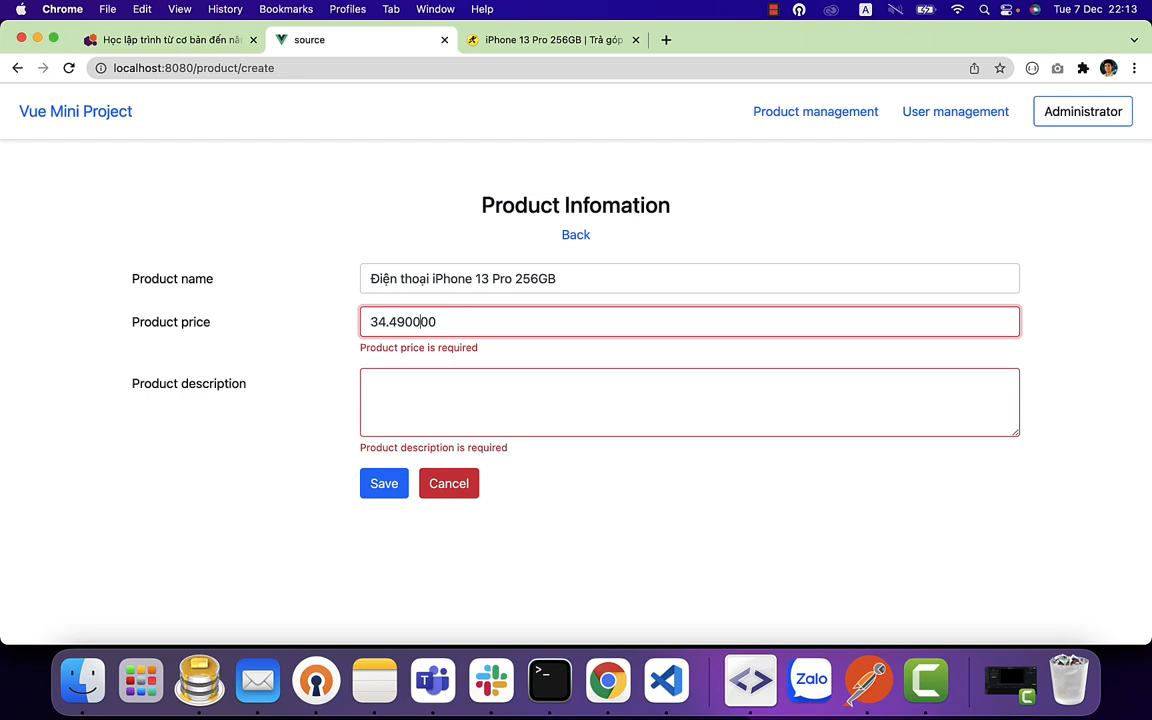 Chrome File Edit View History Bookmarks Profiles Tab Window Help A Tue 7 Dec 22:13
Học lập trình từ cơ bản đến nâ
source
iPhone 13 Pro 256GB | Trả góp
localhost:8080/product/create
Vue Mini Project
Product management
User management
Administrator
Product Infomation
Back
Product name
Điện thoại iPhone 13 Pro 256GB
Product price
34.490000
Product price is required
Product description
Product description is required
Save
Cancel
Zalo